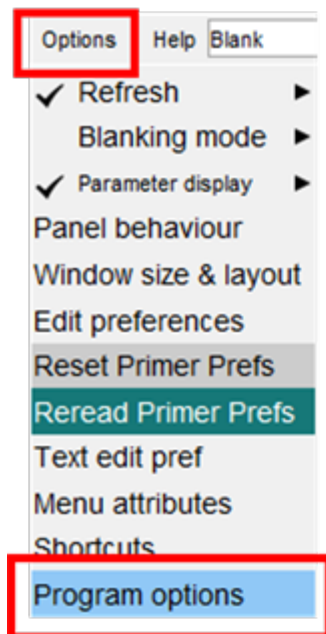 Options Help Blank
Refresh
Blanking mode
Parameter display
Panel behaviour
Window size & layout
Edit preferences
Reset Primer Prefs
Reread Primer Prefs
Text edit pref
Menu attributes
Shortcuts
Program options